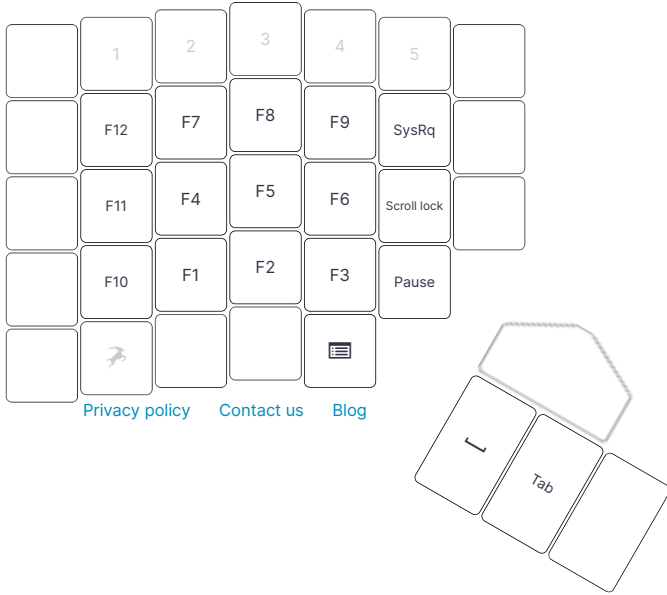 1 2 3 4 5
F12 F7 F8 F9 SysRq
F11 F4 F5 F6 Scroll lock
F10 F1 F2 F3 Pause
Privacy policy Contact us Blog
Tab